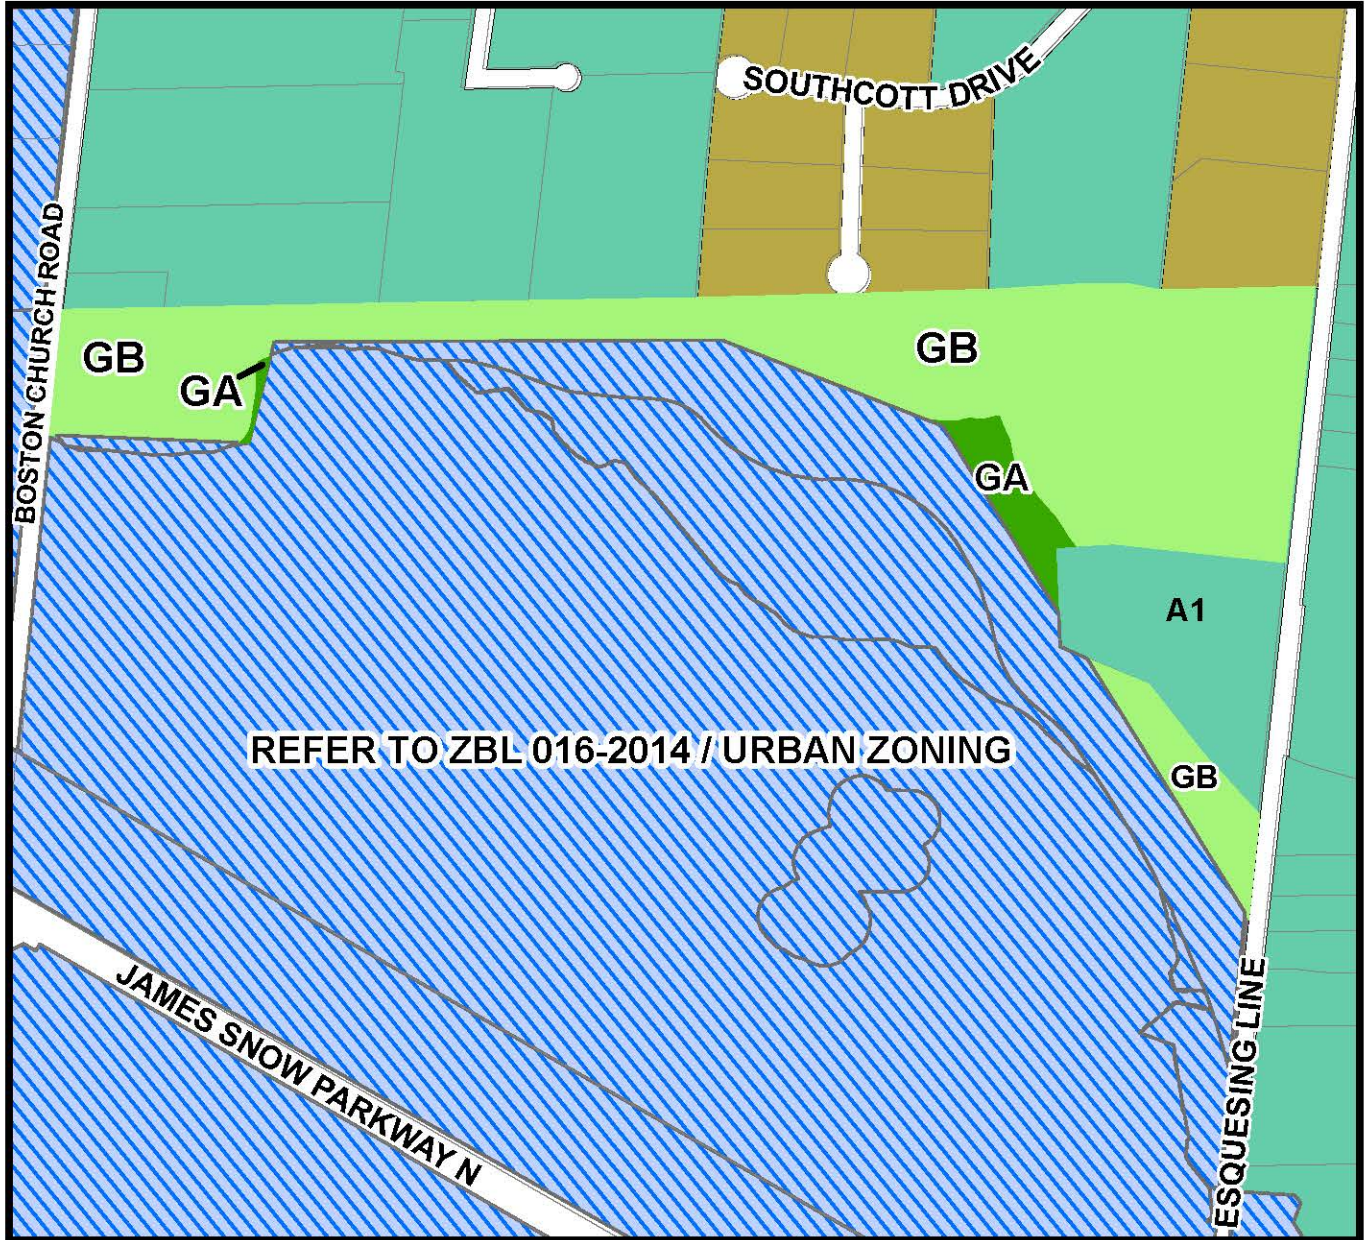 SOUTHCOTT DRIVE
BOSTON CHURCH ROAD
GB
GB
GA
GA
A1
REFER TO ZBL 016-2014 / URBAN ZONING
GB
JAMES SNOW PARKWAY N
ESQUESING LINE